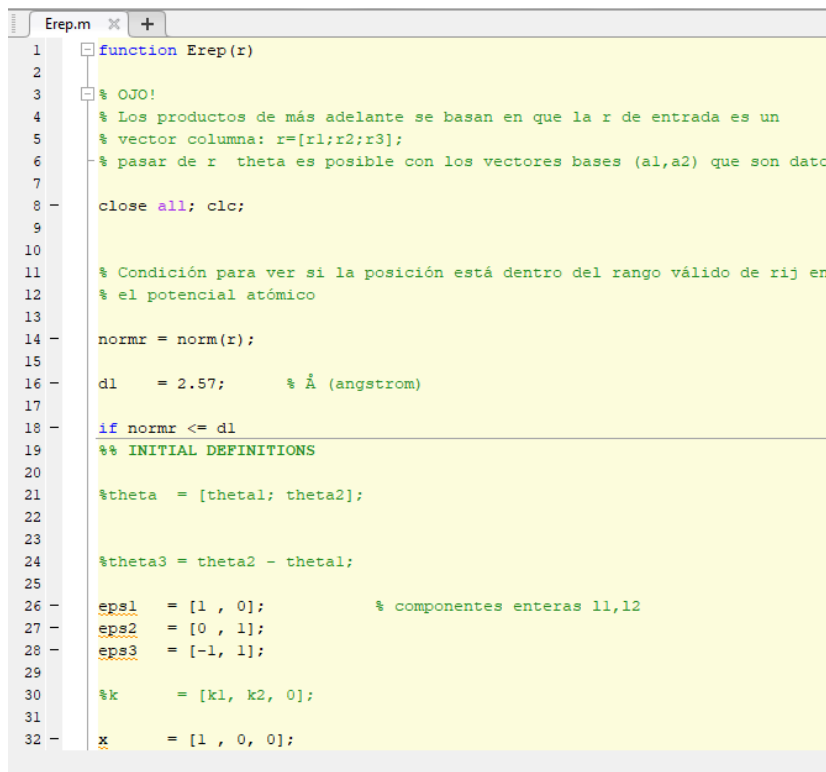 Erep.m × +
1 function Erep(r)
2
3 % OJO!
4 % Los productos de más adelante se basan en que la r de entrada es un
5 % vector columna: r=[r1;r2;r3];
6 % pasar de r  theta es posible con los vectores bases (a1,a2) que son dato
7
8 – close all; clc;
9
10
11 % Condición para ver si la posición está dentro del rango válido de rij en
12 % el potencial atómico
13
14 – normr = norm(r);
15
16 – d1    = 2.57;      % Å (angstrom)
17
18 – if normr <= d1
19 %% INITIAL DEFINITIONS
20
21 %theta  = [theta1; theta2];
22
23
24 %theta3 = theta2 - theta1;
25
26 – eps1   = [1 , 0];          % componentes enteras l1,l2
27 – eps2   = [0 , 1];
28 – eps3   = [-1, 1];
29
30 %k      = [k1, k2, 0];
31
32 – x      = [1 , 0, 0];